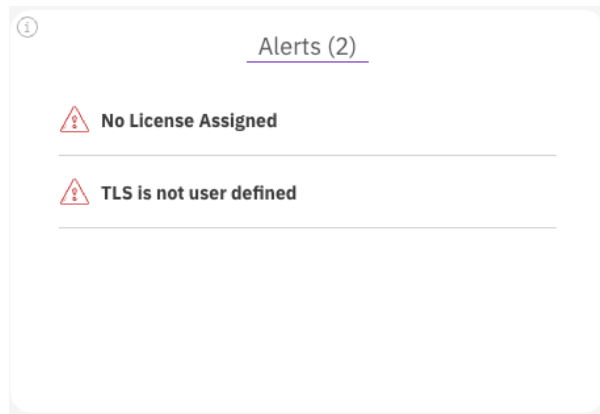 Alerts (2)
No License Assigned
TLS is not user defined